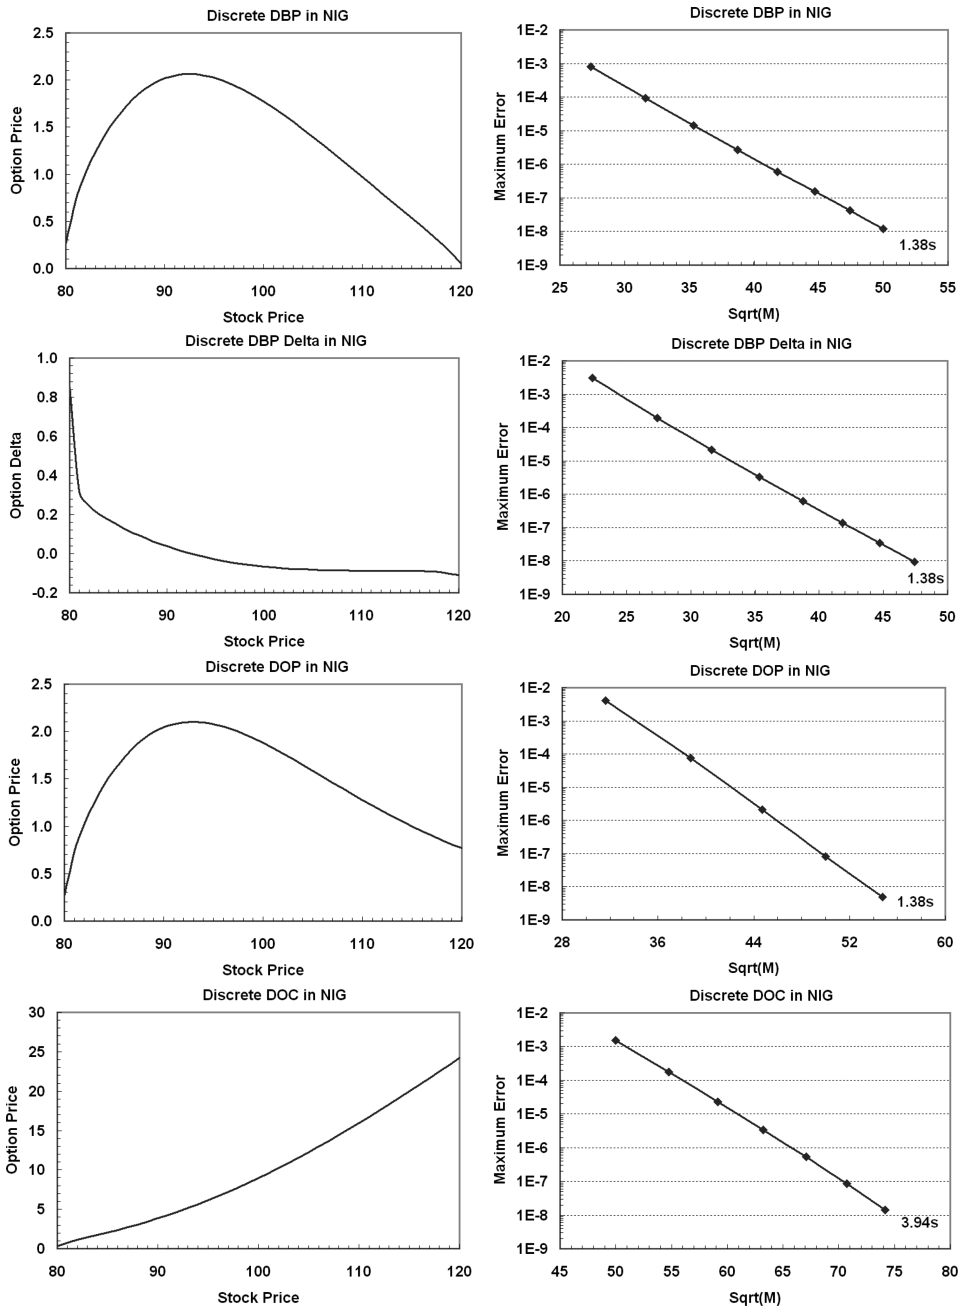 Discrete DBP in NIG
Option Price
2.5
2.0
1.5
1.0
0.5
0.0
80 90 100 110 120
Stock Price
Discrete DBP in NIG
Maximum Error
1E-2
1E-3
1E-4
1E-5
1E-6
1E-7
1E-8
1E-9
1.38s
25 30 35 40 45 50 55
Sqrt(M)
Discrete DBP Delta in NIG
Option Delta
1.0
0.8
0.6
0.4
0.2
0.0
-0.2
80 90 100 110 120
Stock Price
Discrete DBP Delta in NIG
Maximum Error
1E-2
1E-3
1E-4
1E-5
1E-6
1E-7
1E-8
1E-9
1.38s
20 25 30 35 40 45 50
Sqrt(M)
Discrete DOP in NIG
Option Price
2.5
2.0
1.5
1.0
0.5
0.0
80 90 100 110 120
Stock Price
Discrete DOP in NIG
Maximum Error
1E-2
1E-3
1E-4
1E-5
1E-6
1E-7
1E-8
1E-9
1.38s
28 36 44 52 60
Sqrt(M)
Discrete DOC in NIG
Option Price
30
25
20
15
10
5
0
80 90 100 110 120
Stock Price
Discrete DOC in NIG
Maximum Error
1E-2
1E-3
1E-4
1E-5
1E-6
1E-7
1E-8
1E-9
3.94s
45 50 55 60 65 70 75 80
Sqrt(M)